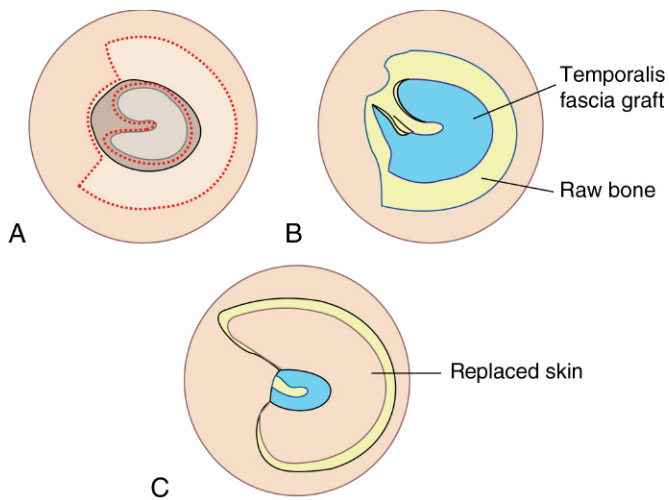 Temporalis
fascia graft
Raw bone
A
B
Replaced skin
C